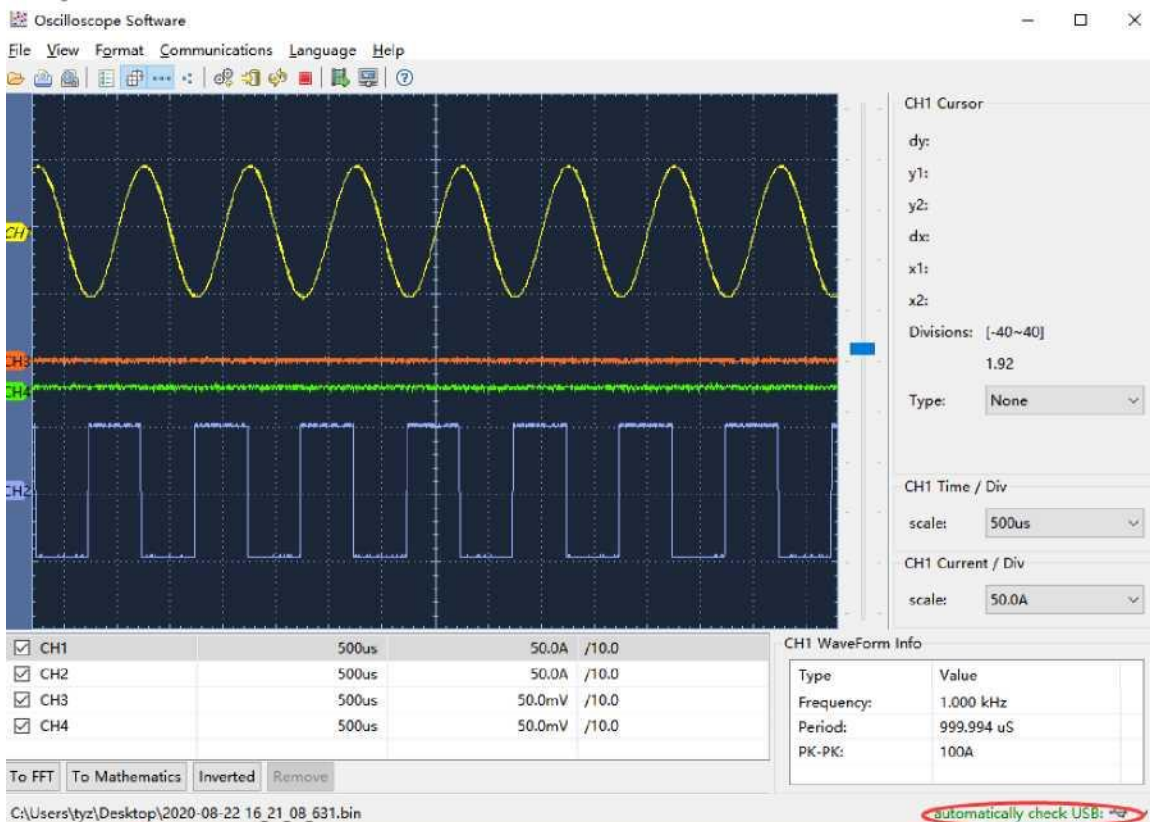 Oscilloscope Software
File View Format Communications Language Help
CH1 Cursor
dy:
y1:
y2:
dx:
x1:
x2:
Divisions: [-40~40]
1.92
Type: None
CH3
CH4
CH2
CH1 Time / Div
scale: 500us
CH1 Current / Div
scale: 50.0A
CH1 500us 50.0A /10.0
CH2 500us 50.0A /10.0
CH3 500us 50.0mV /10.0
CH4 500us 50.0mV /10.0
CH1 WaveForm Info
Type Value
Frequency: 1.000 kHz
Period: 999.994 uS
PK-PK: 100A
To FFT To Mathematics Inverted Remove
C:\Users\tyz\Desktop\2020-08-22 16_21_08_631.bin automatically check USB: